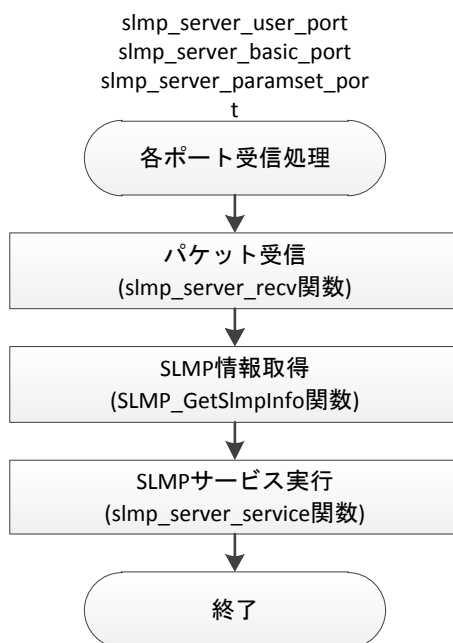 slmp_server_user_port
slmp_server_basic_port
slmp_server_paramset_por
t
各ポート受信処理
パケット受信
(slmp_server_recv関数)
SLMP情報取得
(SLMP_GetSlmpInfo関数)
SLMPサービス実行
(slmp_server_service関数)
終了